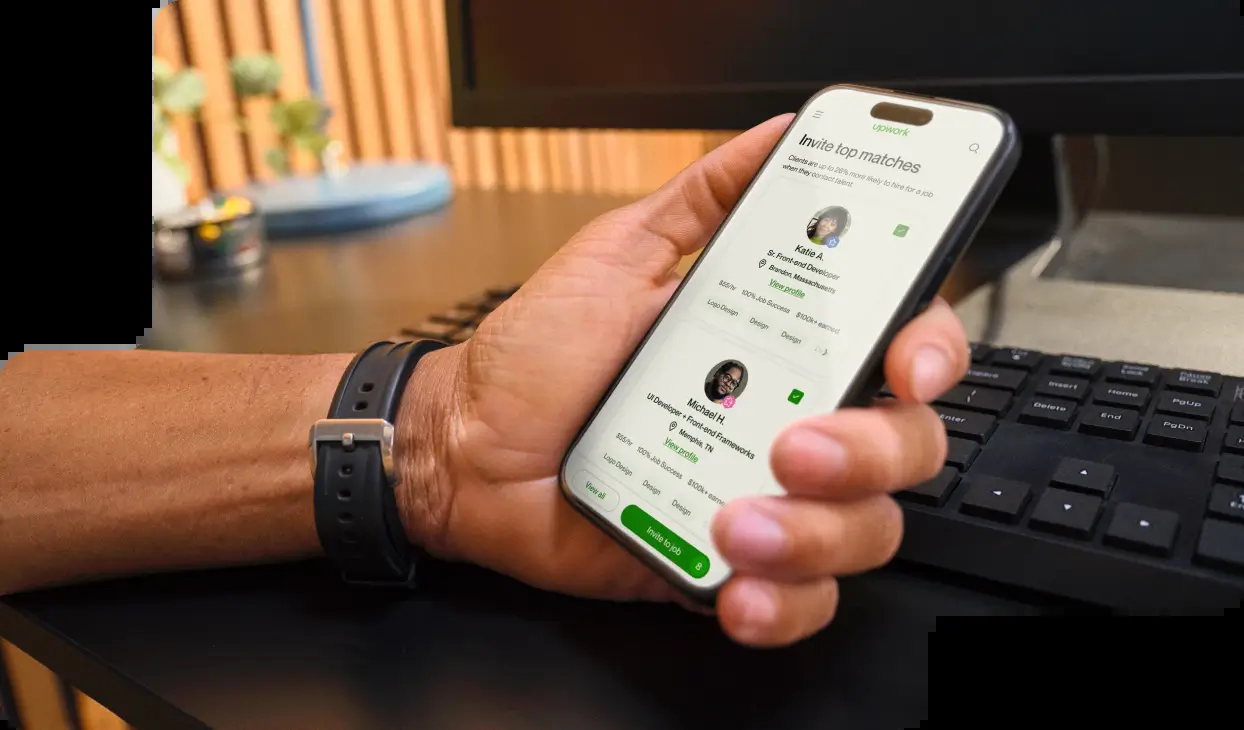 upwork
Invite top matches
Clients are up to 26% more likely to hire for a job
when they contact talent
Katie A.
Sr. Front-end Developer
Brandon, Massachusetts
View profile
$55/hr 100% Job Success $100k+ earned
Logo Design Design Design
Michael H.
UI Developer + Front-end Frameworks
Memphis, TN
View profile
$55/hr 100% Job Success $100k+ earne
Logo Design Design Design
View all
Invite to job 8
Insert Home PgUp
Delete End PgDn
Enter
Pause
Break
Lock